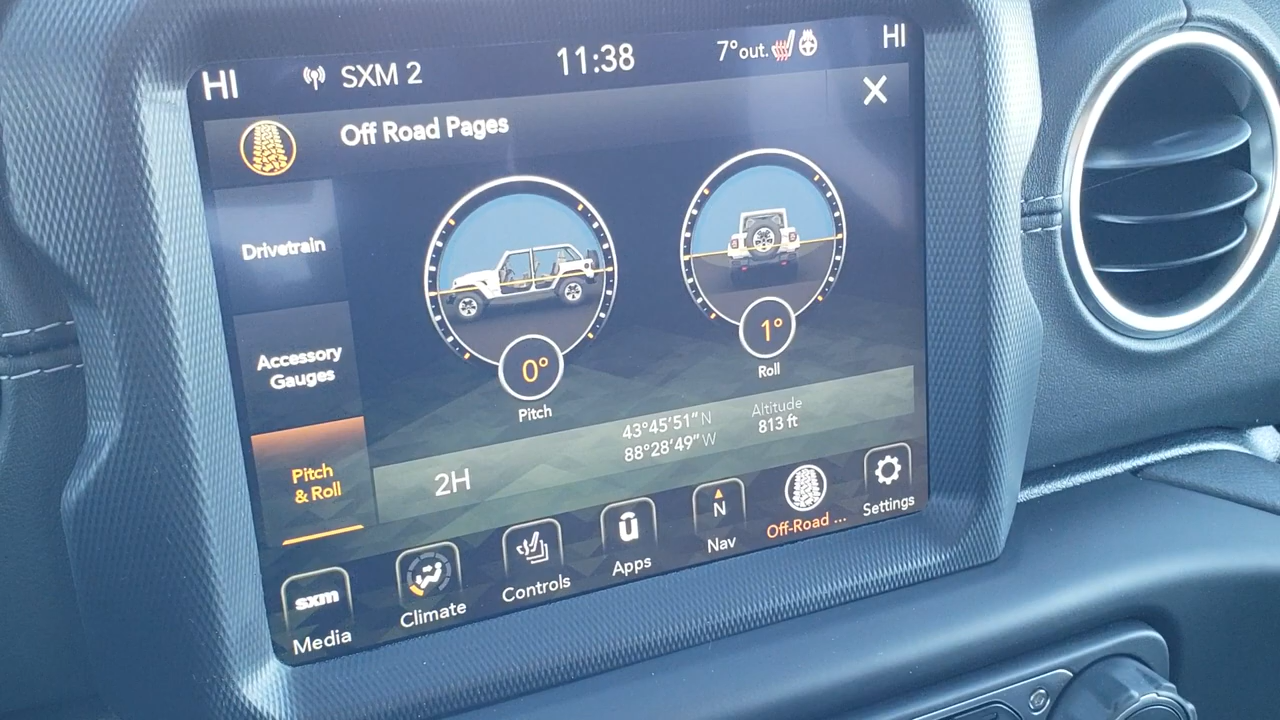 HI
SXM 2
11:38
7°out.
HI
Off Road Pages
Drivetrain
Accessory
Gauges
Pitch
& Roll
0°
Pitch
1°
Roll
2H
43°45'51"N
88°28'49"W
Altitude
813 ft
sxm
Media
Climate
Controls
u
Apps
N
Nav
Off-Road ...
Settings